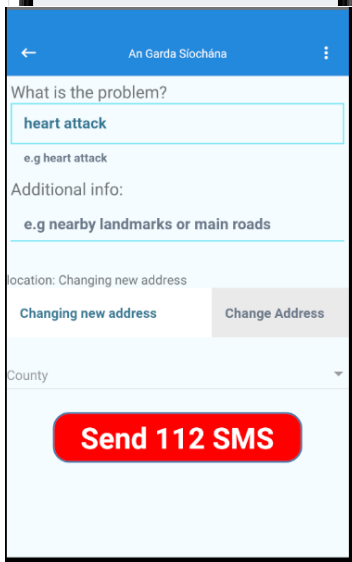 An Garda Síochána
What is the problem?
heart attack
e.g heart attack
Additional info:
e.g nearby landmarks or main roads
location: Changing new address
Changing new address Change Address
County
Send 112 SMS